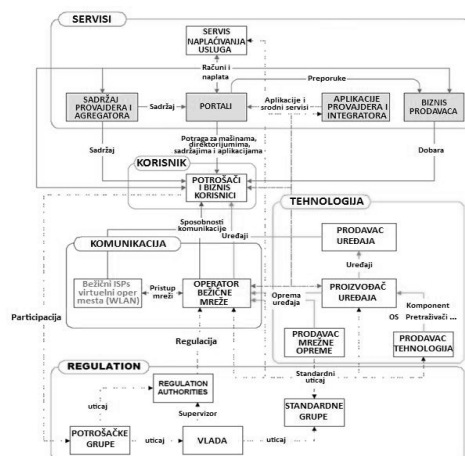 SERVISI
SERVIS
NAPLAĆIVANJA
USLUGA
Računi i
naplata
Preporuke
SADRŽAJ
PROVAJDERA I
AGREGATORA
Sadržaj
PORTALI
Aplikacije i
srodni servisi
APLIKACIJE
PROVAJDERA I
INTEGRATORA
BIZNIS
PRODAVACA
Sadržaj
Potraga za mašinama,
direktorijumima,
sadržajima i aplikacijama
Dobara
KORISNIK
POTROŠAČI
I BIZNIS
KORISNICI
TEHNOLOGIJA
Sposobnosti
komunikacije
Uređaji
PRODAVAC
UREĐAJA
KOMUNIKACIJA
Uređaji
Bežični ISPs
virtuelni oper
mesta (WLAN)
Pristup
mreži
OPERATOR
BEŽIČNE
MREŽE
Oprema
uređaja
PROIZVOĐAČ
UREĐAJA
Participacija
Komponent
OS Pretraživači ...
Regulacija
PRODAVAC
MREŽNE
OPREME
PRODAVAC
TEHNOLOGIJA
REGULATION
Standardni
uticaj
REGULATION
AUTHORITIES
uticaj
Supervizor
STANDARDNE
GRUPE
POTROŠAČKE
GRUPE
uticaj
VLADA
uticaj